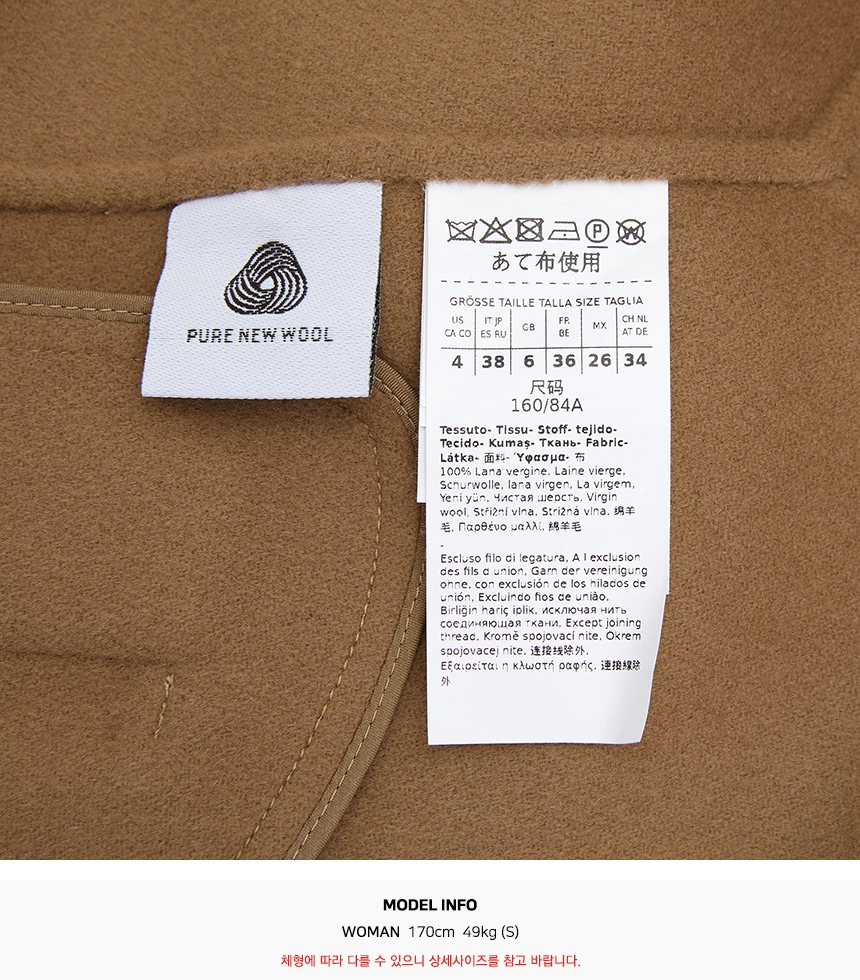 PURE NEW WOOL
P W
あて布使用
GRÖSSE TAILLE TALLA SIZE TAGLIA
US CA CO IT JP ES RU GB FR BE MX CH NL AT DE
4 38 6 36 26 34
尺码
160/84A
Tessuto- Tissu- Stoff- tejido-
Tecido- Kumaş- Ткань- Fabric-
Látka- 面料- Ύφασμα- 布
100% Lana vergine, Laine vierge,
Schurwolle, lana virgen, La virgem,
Yeni yün, Чистая шерсть, Virgin
wool, Střižní vlna, Strižná vlna, 绵羊
毛, Παρθένο μαλλί, 綿羊毛
-
Escluso filo di legatura, A l exclusion
des fils d union, Garn der vereinigung
ohne, con exclusión de los hilados de
unión, Excluindo fios de união,
Birliğin hariç iplik, исключая нить
соединяющая ткани, Except joining
thread, Kromě spojovací nite, Okrem
spojovacej nite, 连接线除外,
Εξαιρείται η κλωστή ραφής, 連接線除
外
MODEL INFO
WOMAN 170cm 49kg (S)
체형에 따라 다를 수 있으니 상세사이즈를 참고 바랍니다.